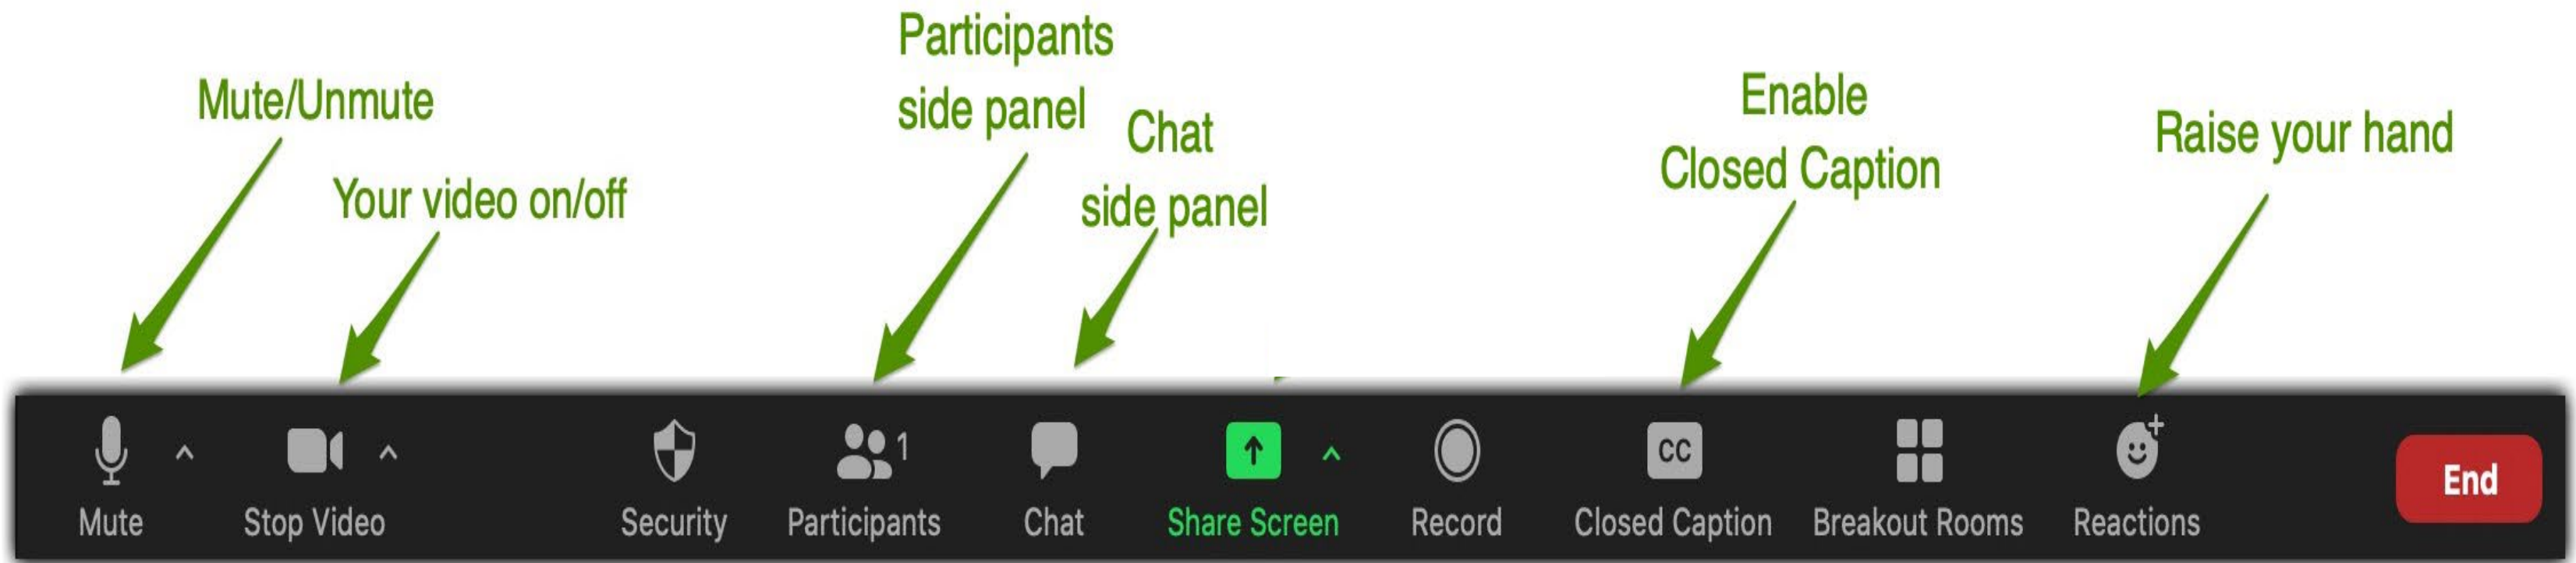 Participants
side panel
Mute/Unmute
Chat
side panel
Enable
Closed Caption
Raise your hand
Your video on/off
1
CC
Mute
Stop Video
Security
Participants
Chat
Share Screen
Record
Closed Caption
Breakout Rooms
Reactions
End